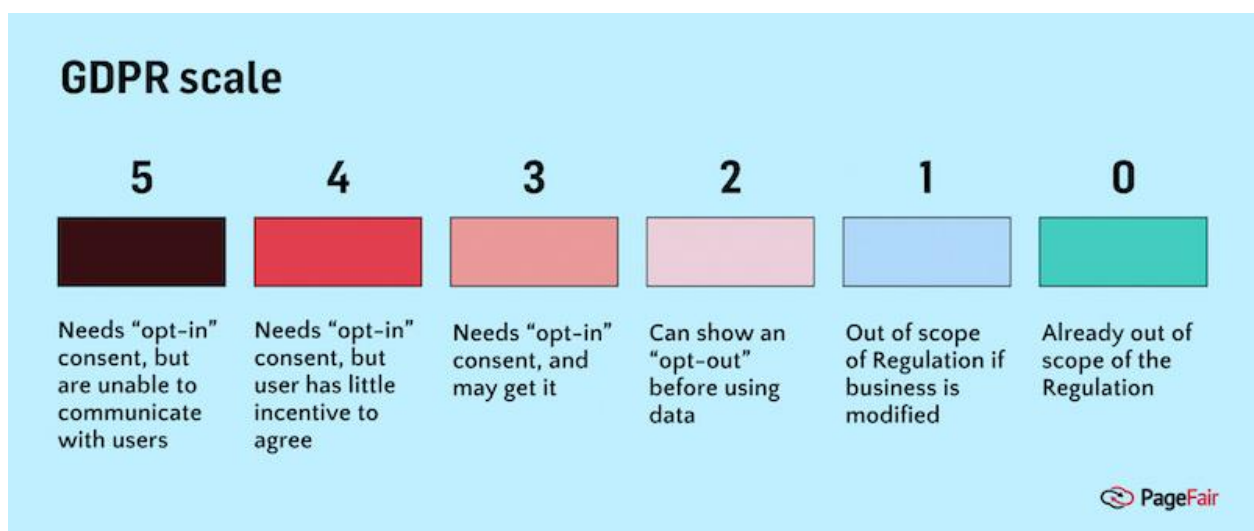 GDPR scale
5
4
3
2
1
0
Needs “opt-in”
consent, but
are unable to
communicate
with users
Needs “opt-in”
consent, but
user has little
incentive to
agree
Needs “opt-in”
consent, and
may get it
Can show an
“opt-out”
before using
data
Out of scope
of Regulation if
business is
modified
Already out of
scope of the
Regulation
PageFair